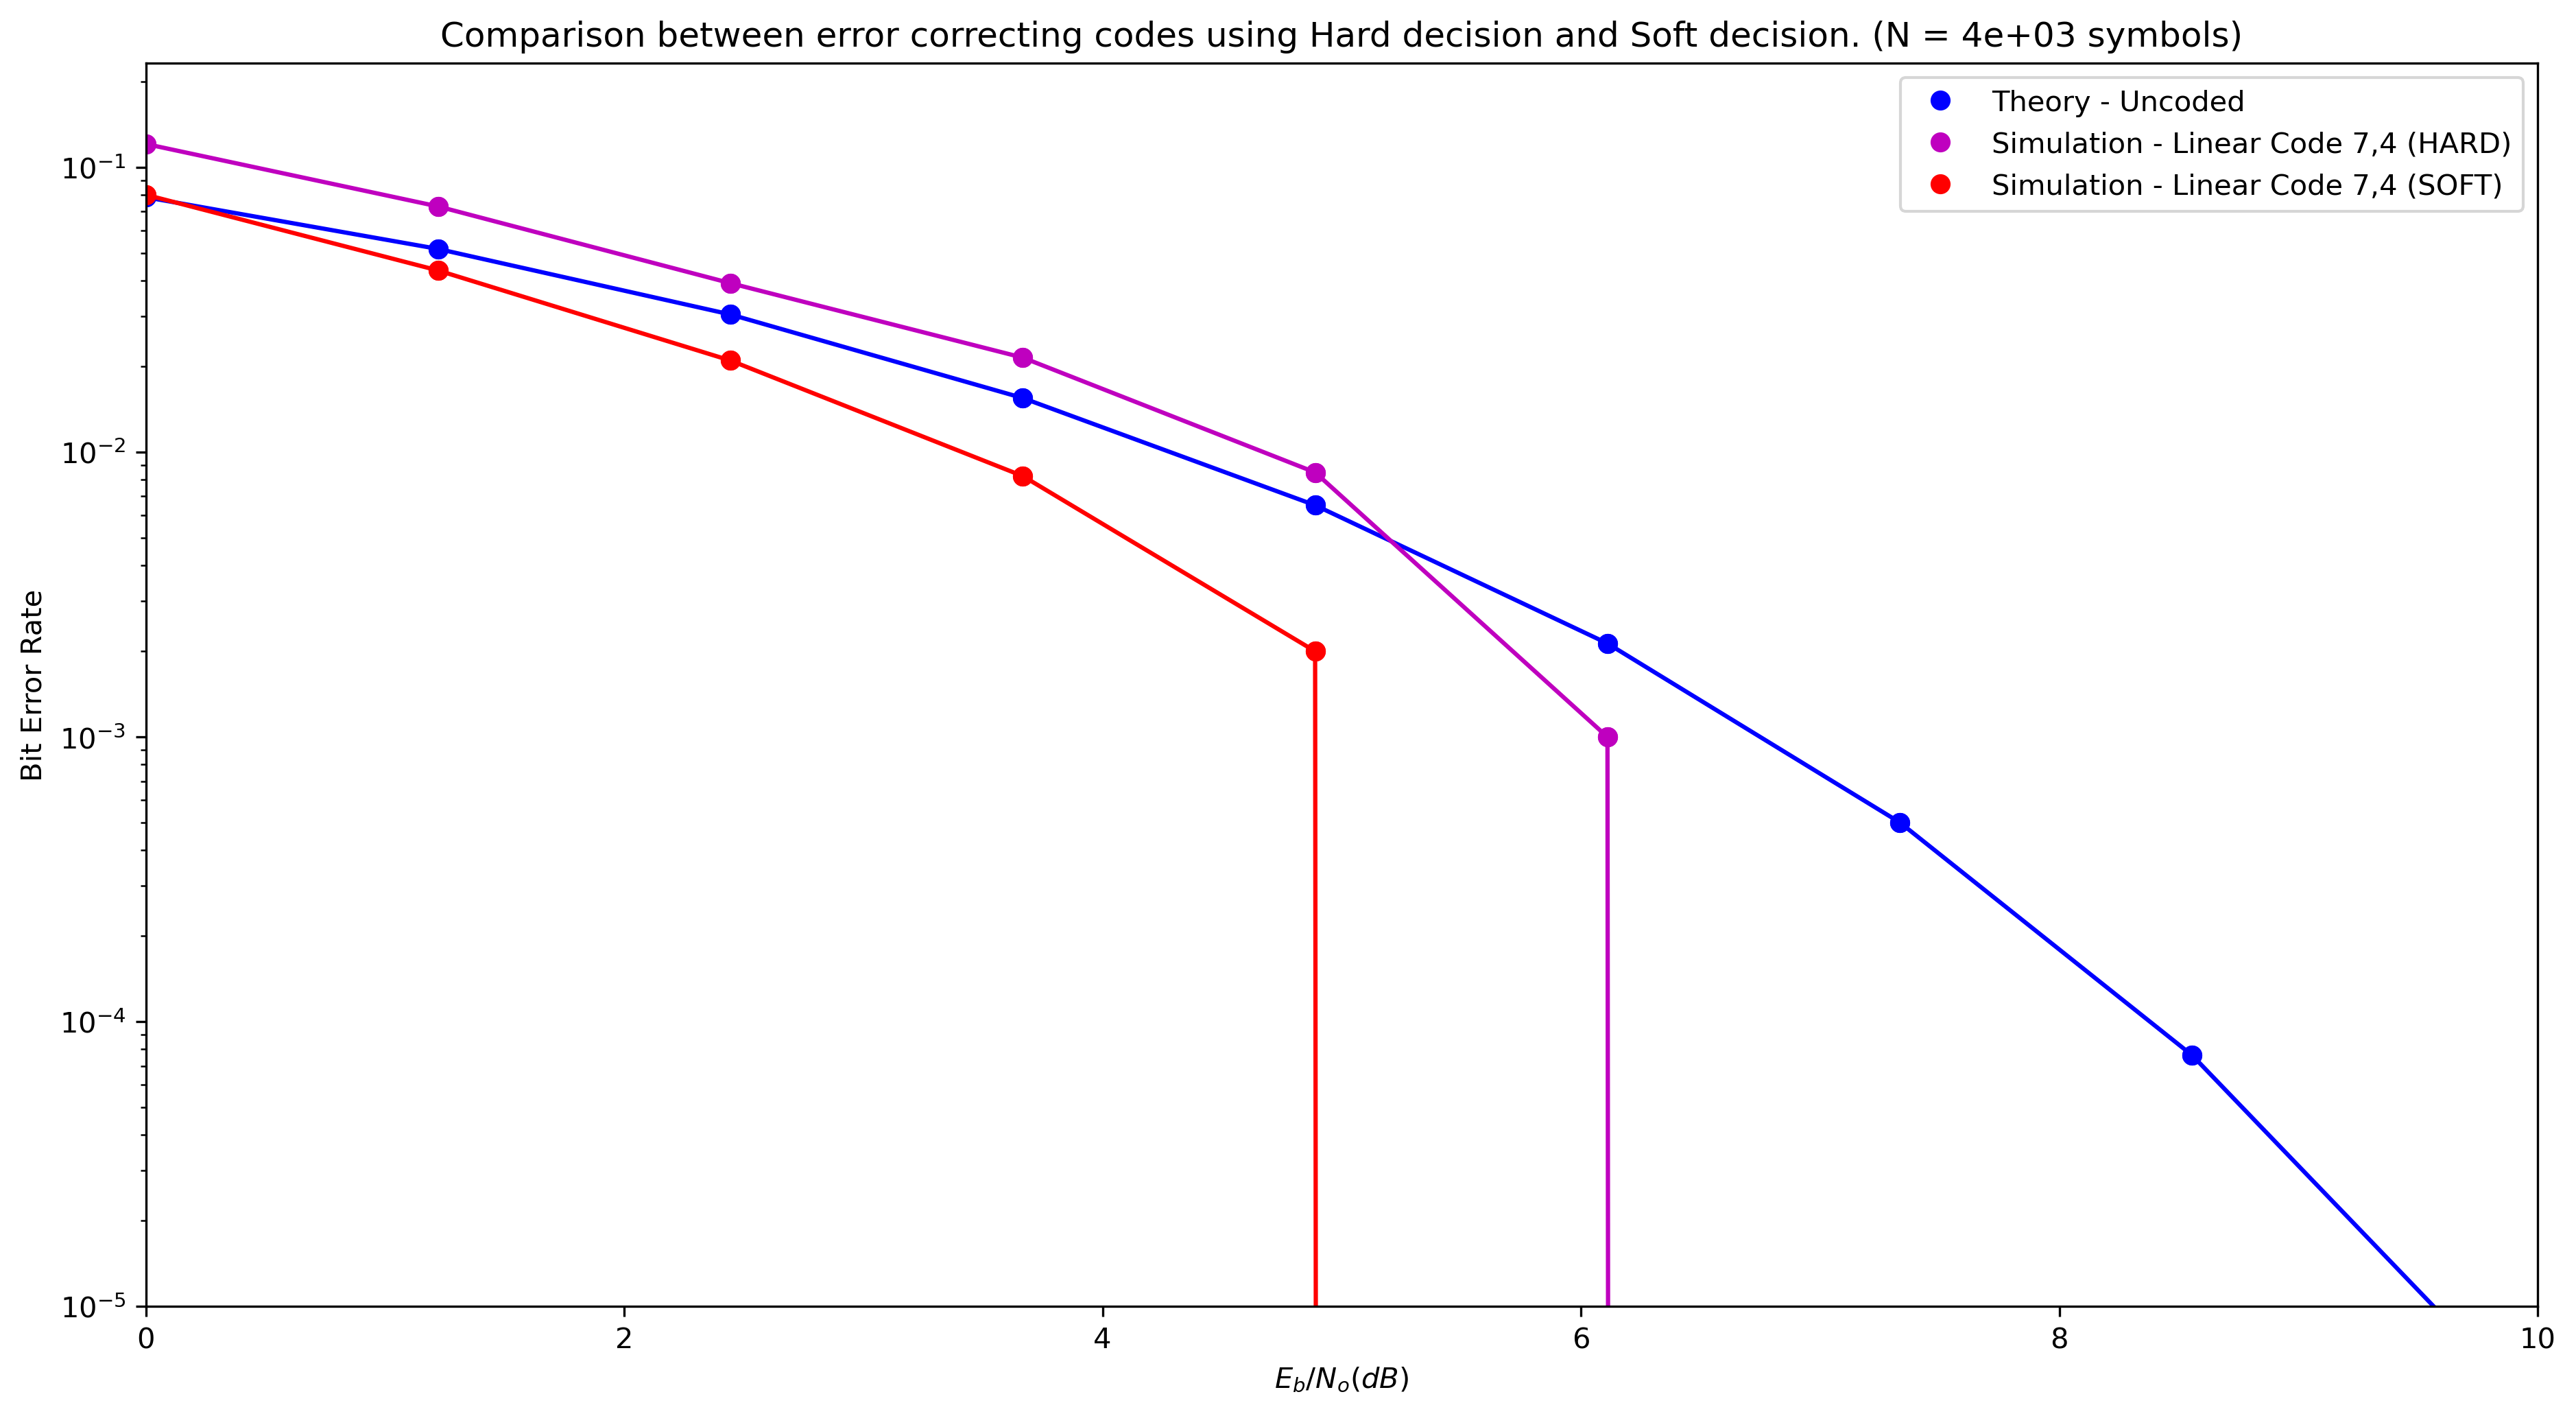 Comparison between error correcting codes using Hard decision and Soft decision. (N = 4e+03 symbols)
Theory - Uncoded
Simulation - Linear Code 7,4 (HARD)
Simulation - Linear Code 7,4 (SOFT)
Bit Error Rate
10⁻¹
10⁻²
10⁻³
10⁻⁴
10⁻⁵
0 2 4 6 8 10
E_b/N_o(dB)